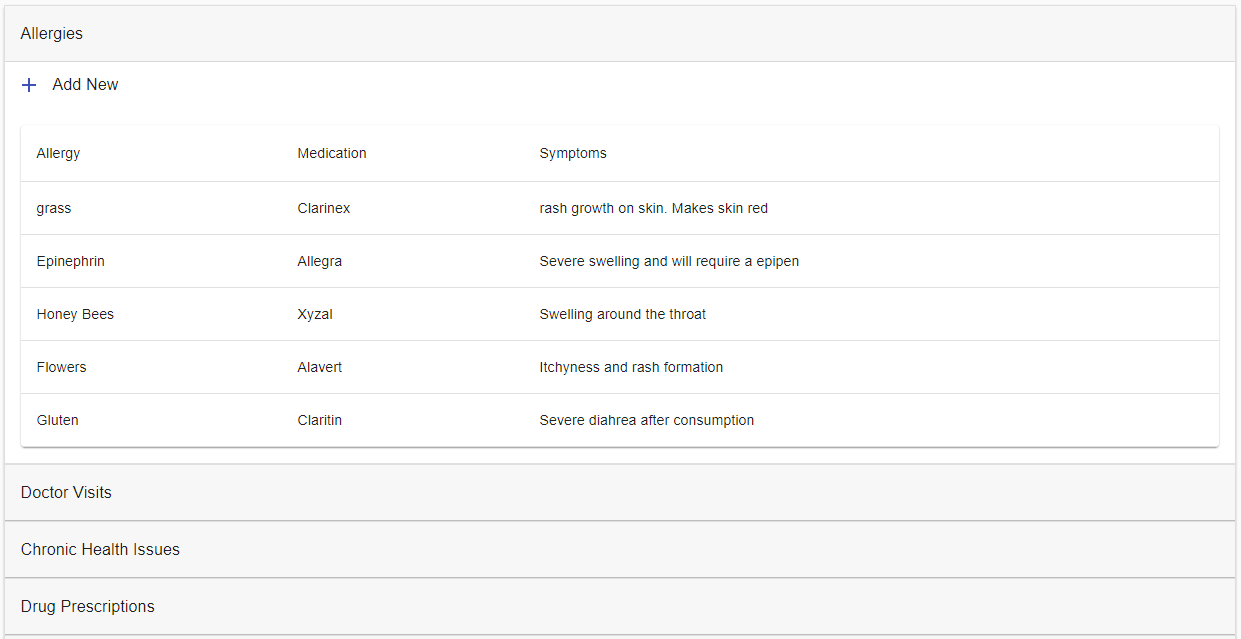 Allergies
Add New
Allergy Medication Symptoms
grass Clarinex rash growth on skin. Makes skin red
Epinephrin Allegra Severe swelling and will require a epipen
Honey Bees Xyzal Swelling around the throat
Flowers Alavert Itchyness and rash formation
Gluten Claritin Severe diahrea after consumption
Doctor Visits
Chronic Health Issues
Drug Prescriptions